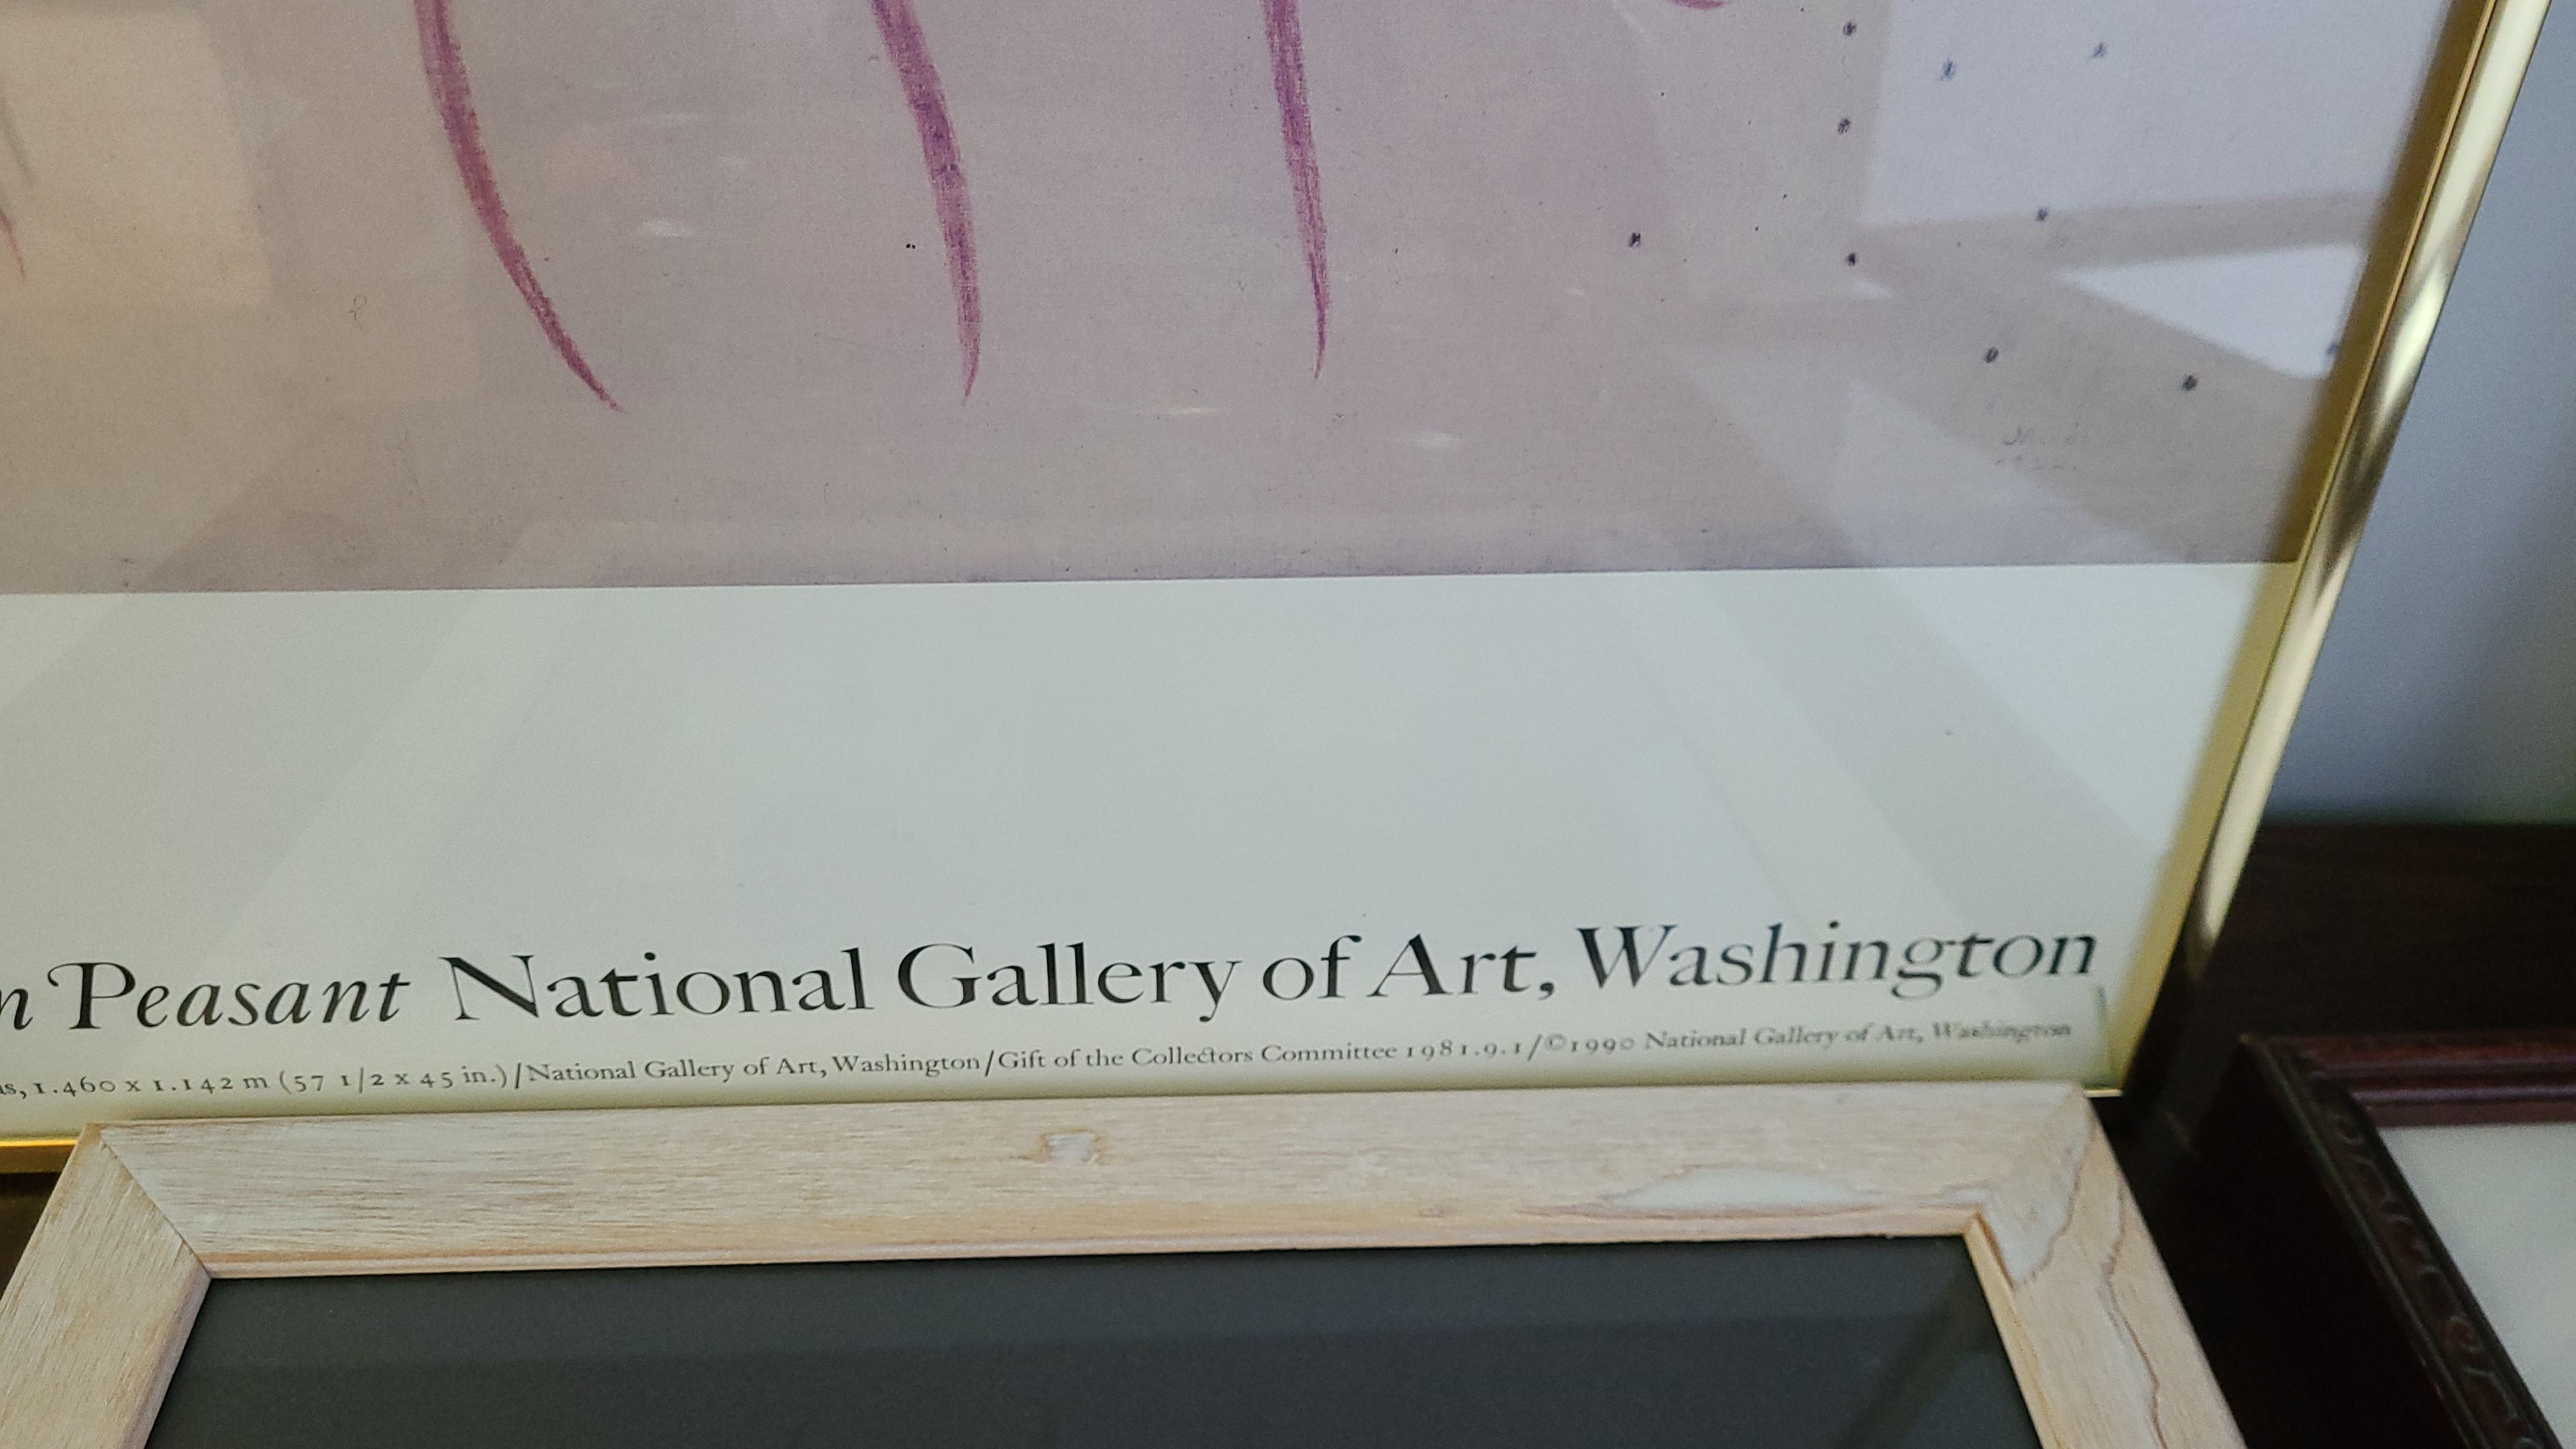 n Peasant National Gallery of Art, Washington
as, 1.460 x 1.142 m (57 1/2 x 45 in.)/National Gallery of Art, Washington/Gift of the Collectors Committee 1981.9.1/©1990 National Gallery of Art, Washington